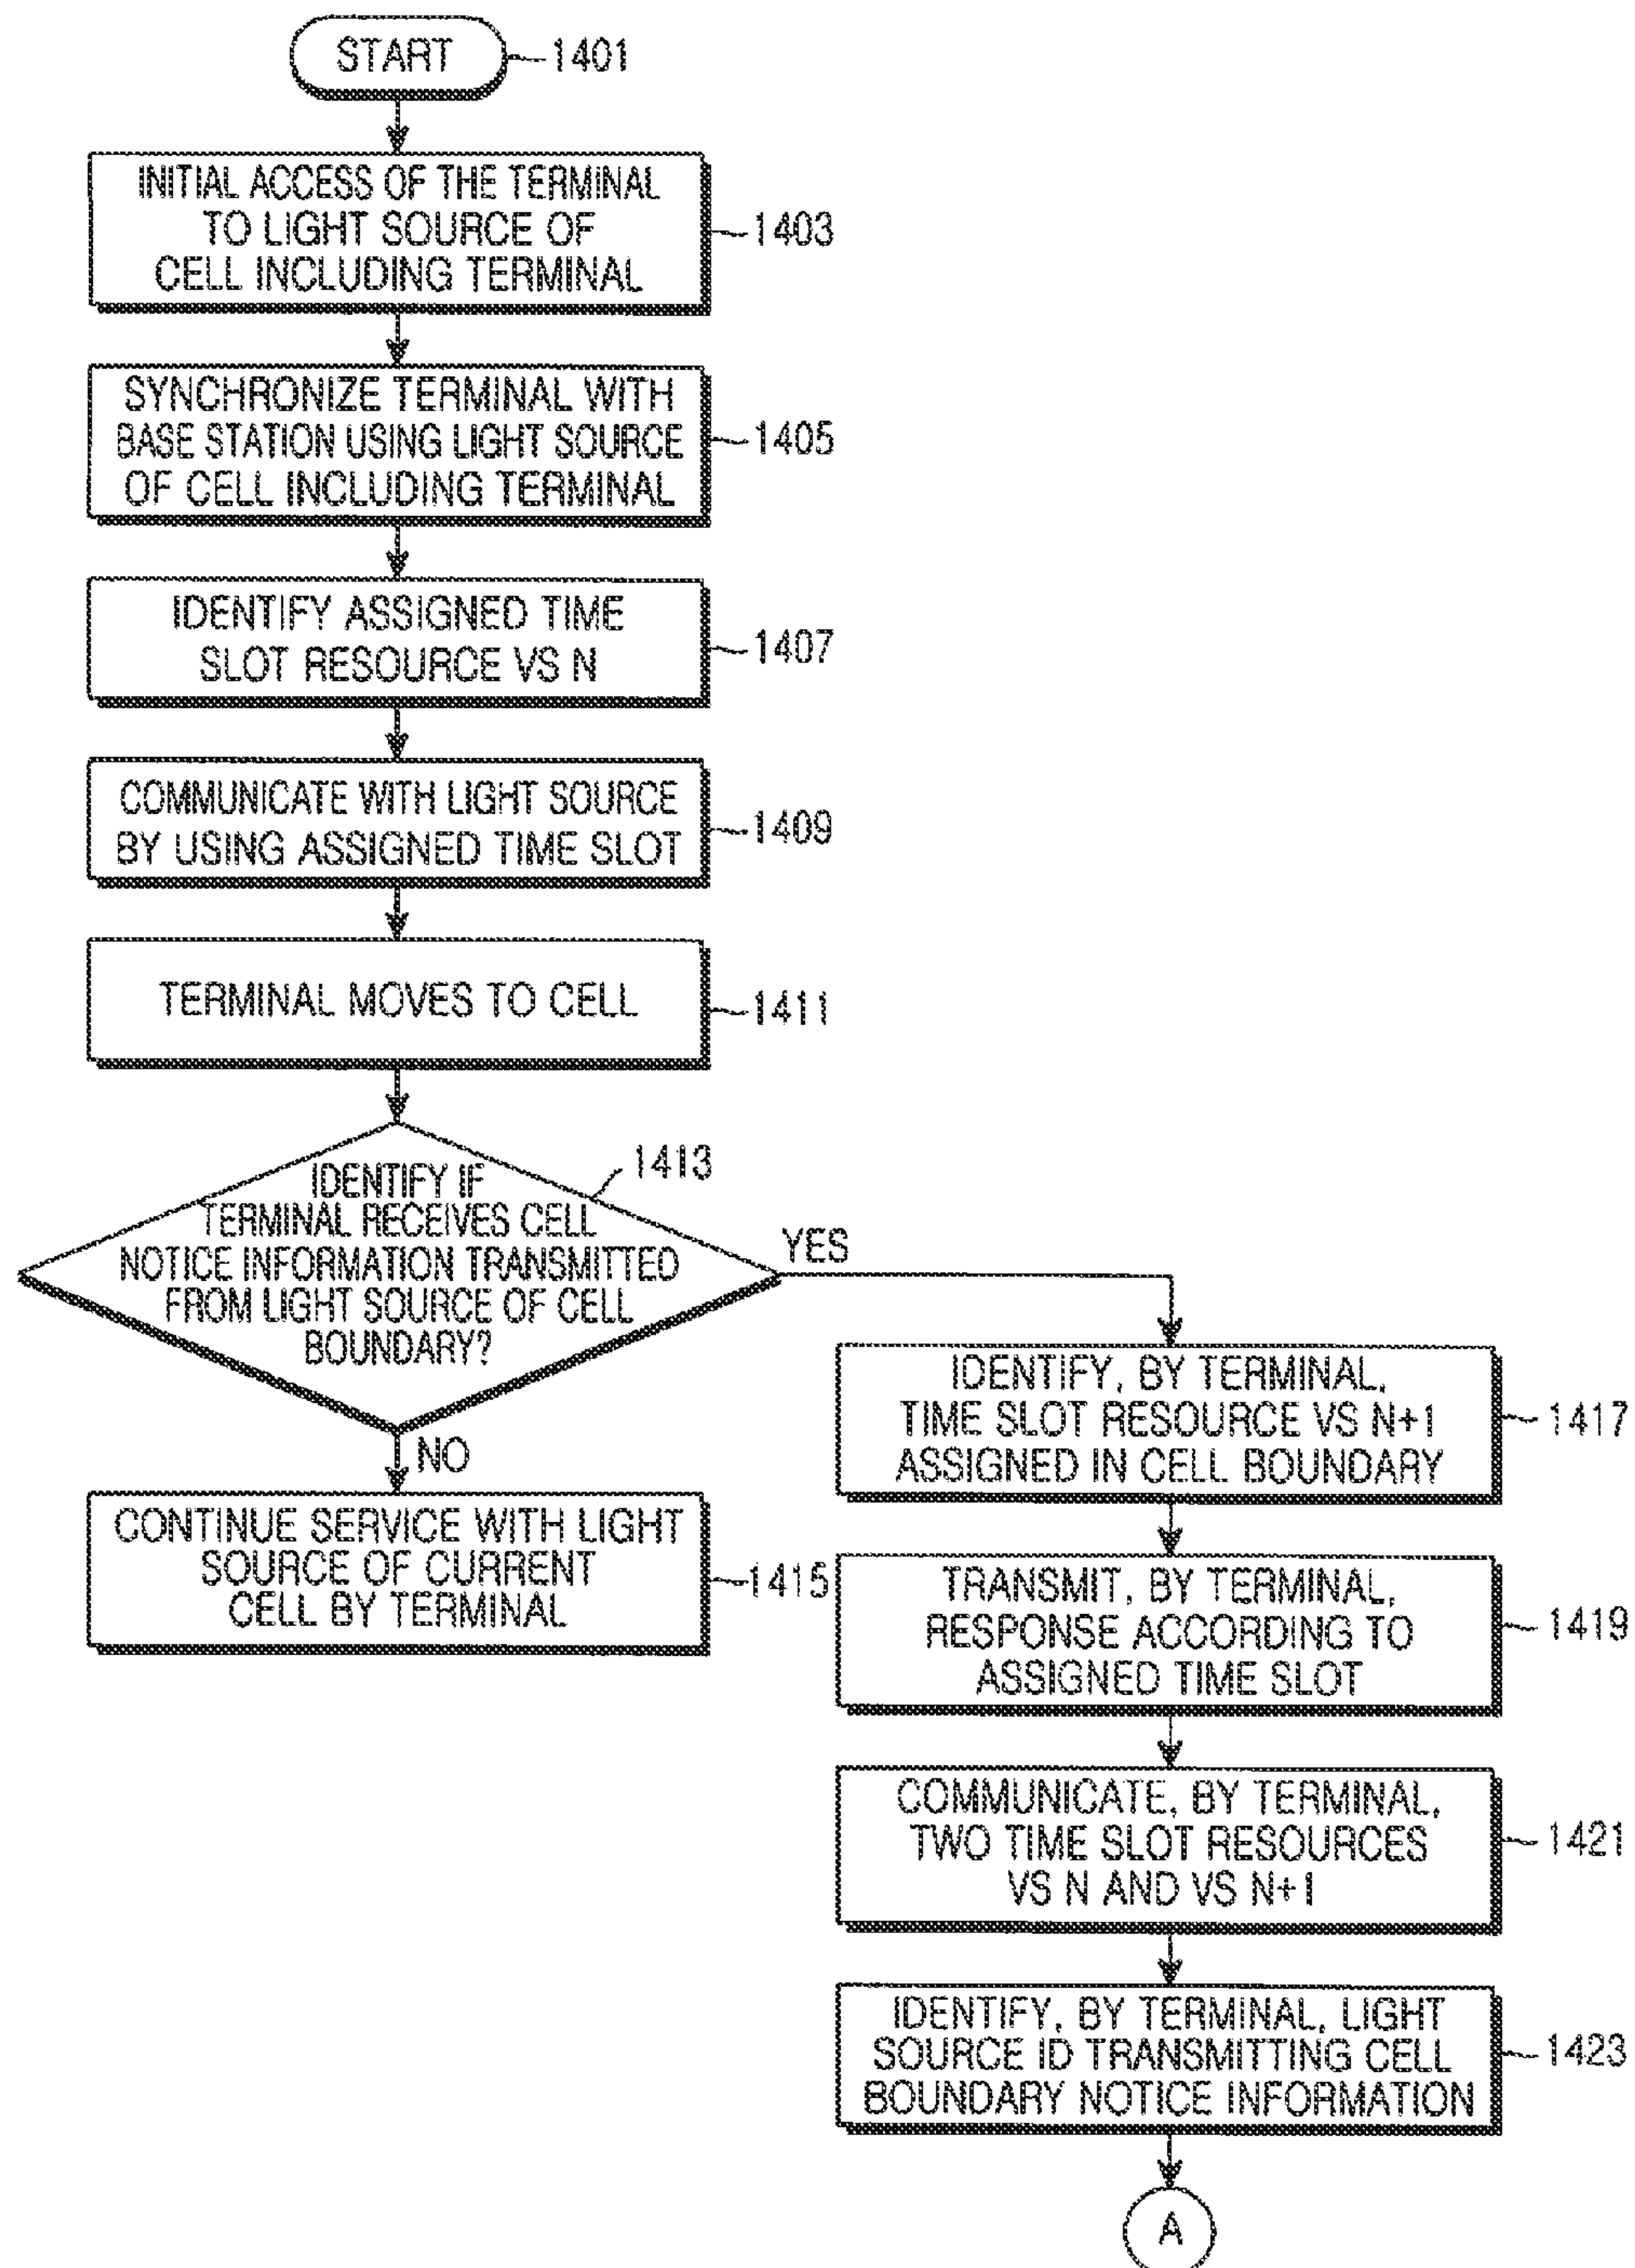 START
1401
INITIAL ACCESS OF THE TERMINAL
TO LIGHT SOURCE OF
CELL INCLUDING TERMINAL
1403
SYNCHRONIZE TERMINAL WITH
BASE STATION USING LIGHT SOURCE
OF CELL INCLUDING TERMINAL
1405
IDENTIFY ASSIGNED TIME
SLOT RESOURCE VS N
1407
COMMUNICATE WITH LIGHT SOURCE
BY USING ASSIGNED TIME SLOT
1409
TERMINAL MOVES TO CELL
1411
IDENTIFY IF
TERMINAL RECEIVES CELL
NOTICE INFORMATION TRANSMITTED
FROM LIGHT SOURCE OF CELL
BOUNDARY?
1413
YES
NO
CONTINUE SERVICE WITH LIGHT
SOURCE OF CURRENT
CELL BY TERMINAL
1415
IDENTIFY, BY TERMINAL,
TIME SLOT RESOURCE VS N+1
ASSIGNED IN CELL BOUNDARY
1417
TRANSMIT, BY TERMINAL,
RESPONSE ACCORDING TO
ASSIGNED TIME SLOT
1419
COMMUNICATE, BY TERMINAL,
TWO TIME SLOT RESOURCES
VS N AND VS N+1
1421
IDENTIFY, BY TERMINAL, LIGHT
SOURCE ID TRANSMITTING CELL
BOUNDARY NOTICE INFORMATION
1423
A